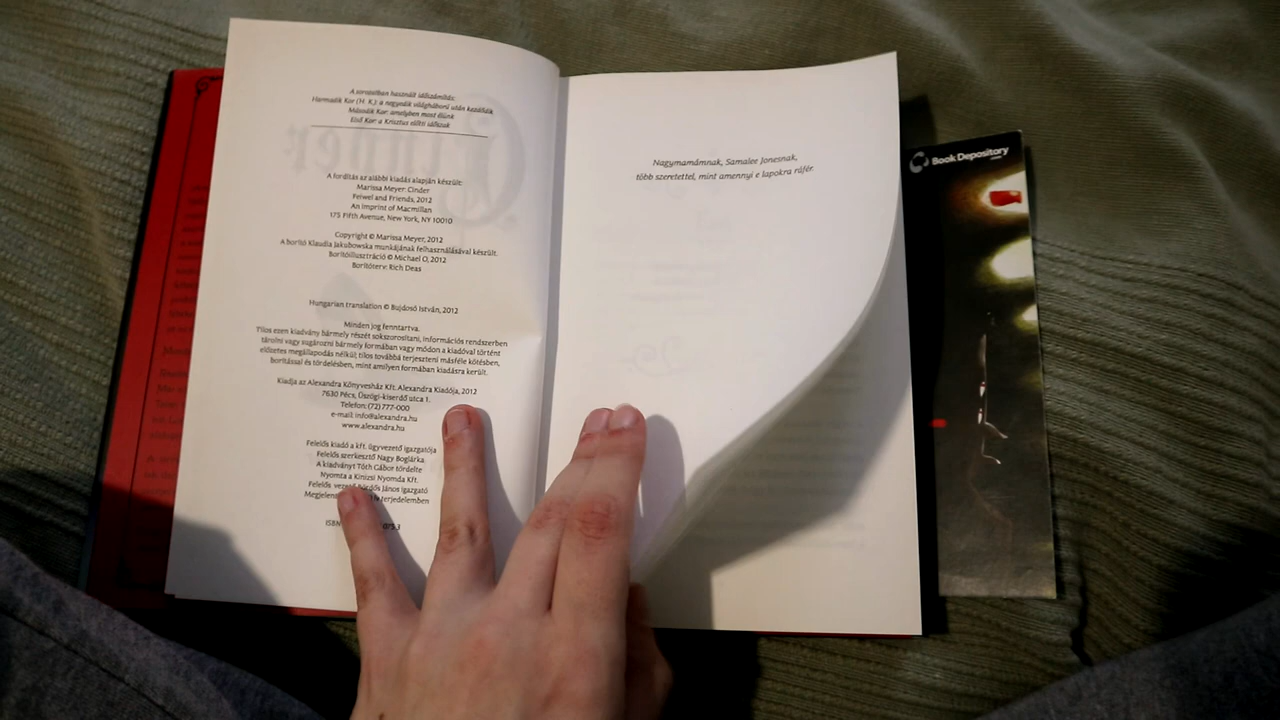 A sorozatban használt időszámítás:
Harmadik Kor (H. K.): a negyedik világháború után kezdődik
Második Kor: amelyben most élünk
Első Kor: a Krisztus előtti időszak
A fordítás az alábbi kiadás alapján készült:
Marissa Meyer: Cinder
Feiwel and Friends, 2012
An Imprint of Macmillan
175 Fifth Avenue, New York, NY 10010
Copyright © Marissa Meyer, 2012
A borító Klaudia Jakubowska munkájának felhasználásával készült.
Borítóillusztráció © Michael O, 2012
Borítóterv: Rich Deas
Hungarian translation © Bujdosó István, 2012
Minden jog fenntartva.
Tilos ezen kiadvány bármely részét sokszorosítani, információs rendszerben
tárolni vagy sugározni bármely formában vagy módon a kiadóval történt
előzetes megállapodás nélkül; tilos továbbá terjeszteni másféle kötésben,
borítással és tördelésben, mint amilyen formában kiadásra került.
Kiadja az Alexandra Könyvesház Kft. Alexandra Kiadója, 2012
7630 Pécs, Üszögi-kiserdő utca 1.
Telefon: (72) 777-000
e-mail: info@alexandra.hu
www.alexandra.hu
Felelős kiadó a kft. ügyvezető igazgatója
Felelős szerkesztő Nagy Boglárka
A kiadványt Tóth Gábor tördelte
Nyomta a Kinizsi Nyomda Kft.
Felelős János igazgató
terjedelemben
ISBN 075 3
Nagymamámnak, Samalee Jonesnak,
több szeretettel, mint amennyi e lapokra ráfér.
Book Depository
.com